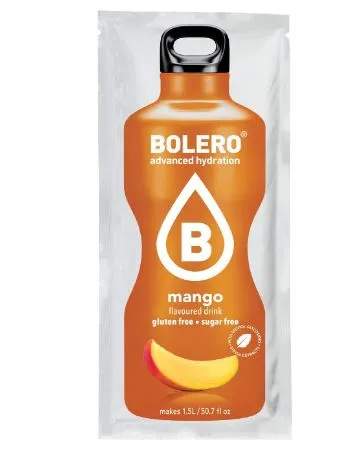 BOLERO®
advanced hydration
B
mango
flavoured drink
gluten free • sugar free
makes 1.5L / 50.7 fl oz